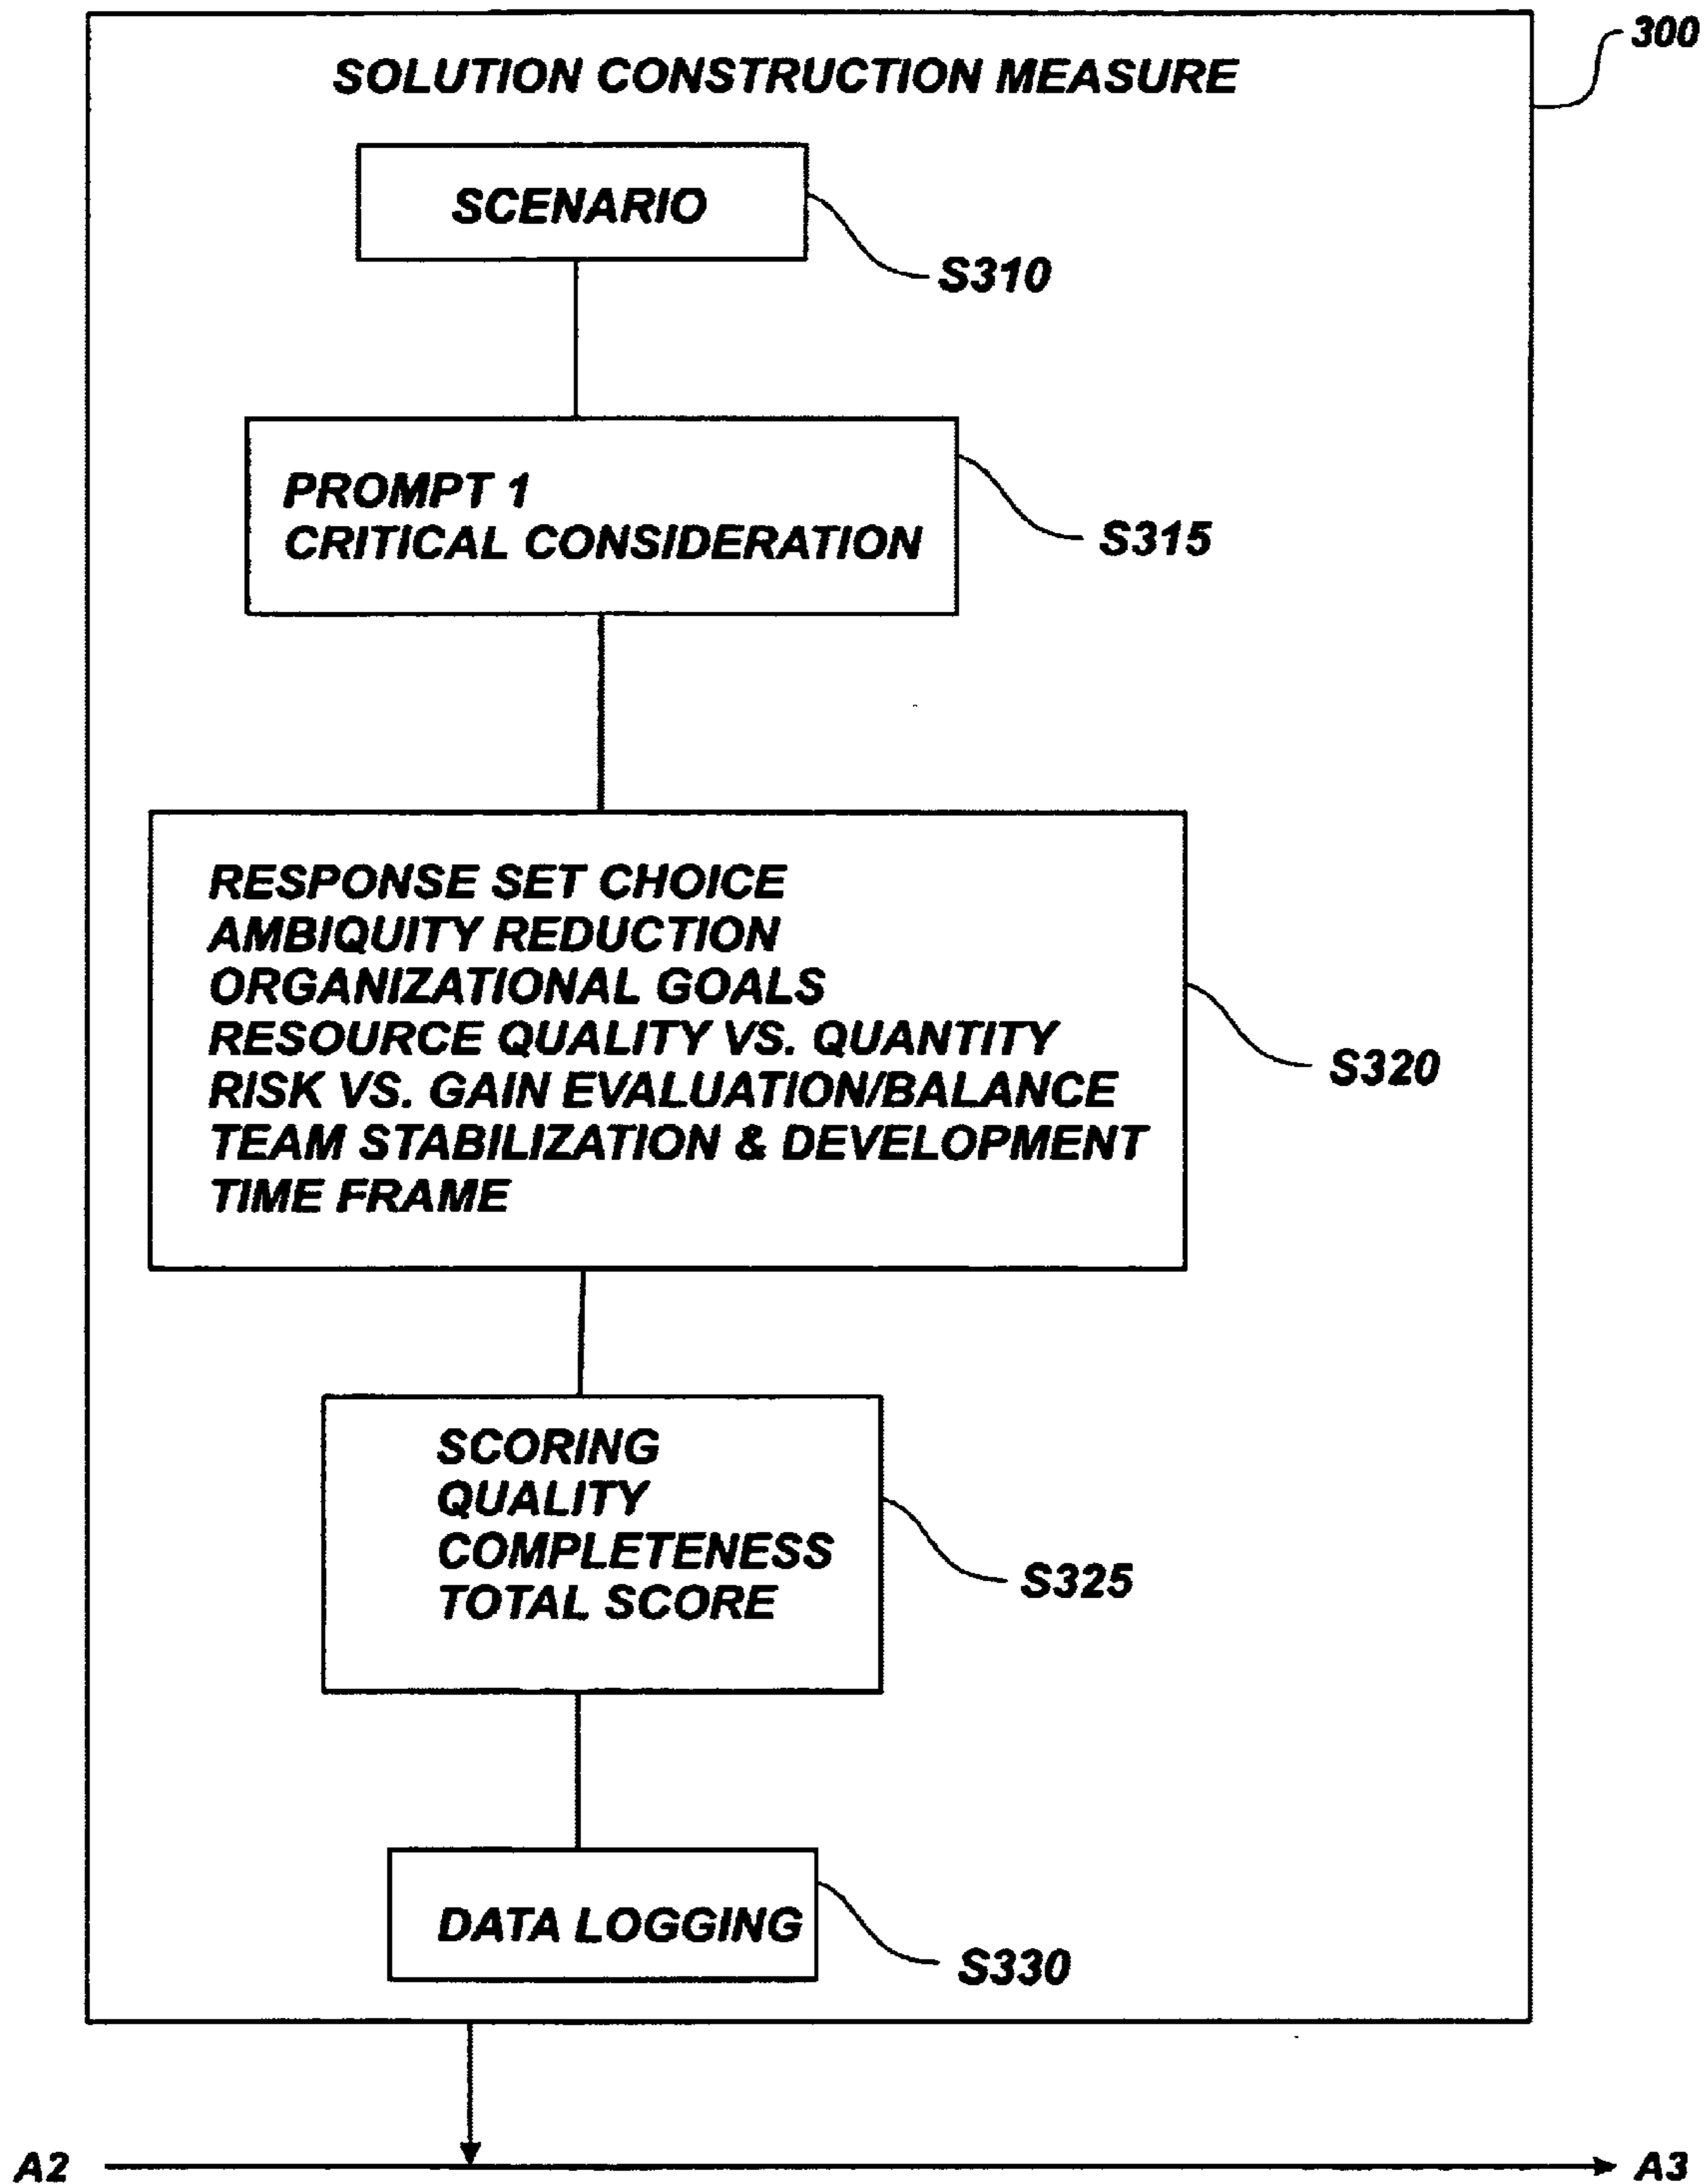 300
SOLUTION CONSTRUCTION MEASURE
SCENARIO
S310
PROMPT 1
CRITICAL CONSIDERATION
S315
RESPONSE SET CHOICE
AMBIQUITY REDUCTION
ORGANIZATIONAL GOALS
RESOURCE QUALITY VS. QUANTITY
RISK VS. GAIN EVALUATION/BALANCE
TEAM STABILIZATION & DEVELOPMENT
TIME FRAME
S320
SCORING
QUALITY
COMPLETENESS
TOTAL SCORE
S325
DATA LOGGING
S330
A2
A3